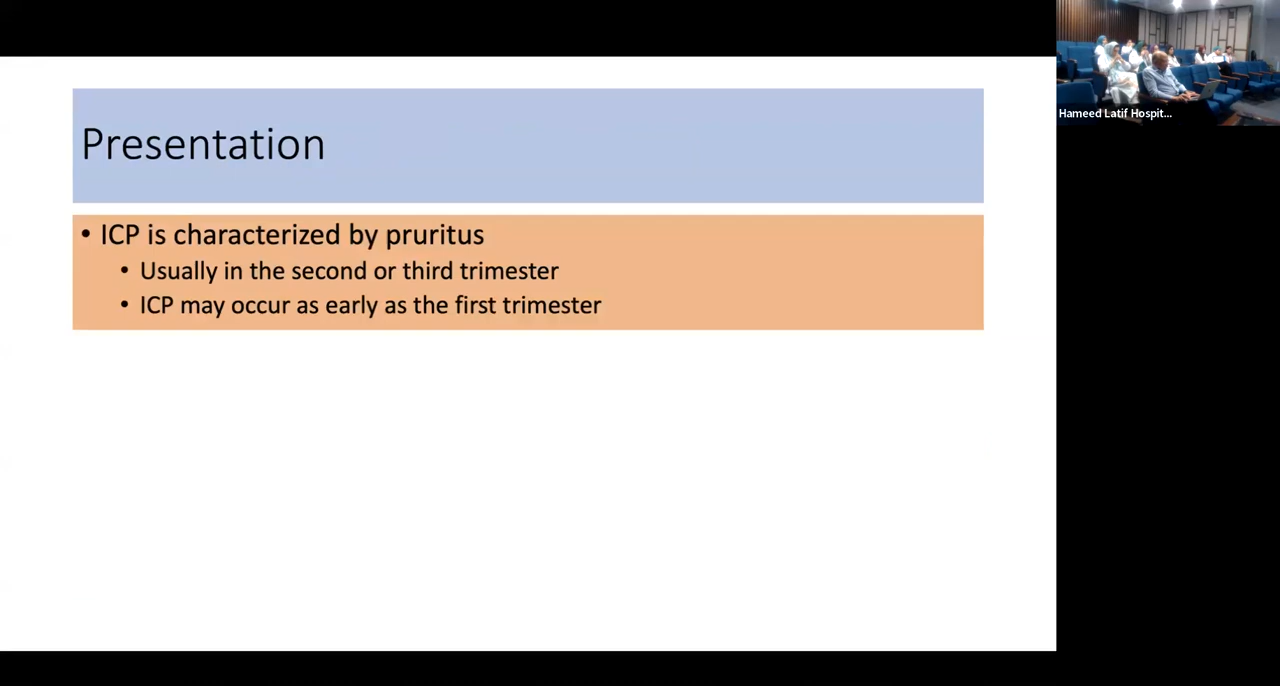 Presentation
• ICP is characterized by pruritus
• Usually in the second or third trimester
• ICP may occur as early as the first trimester
Hameed Latif Hospit...